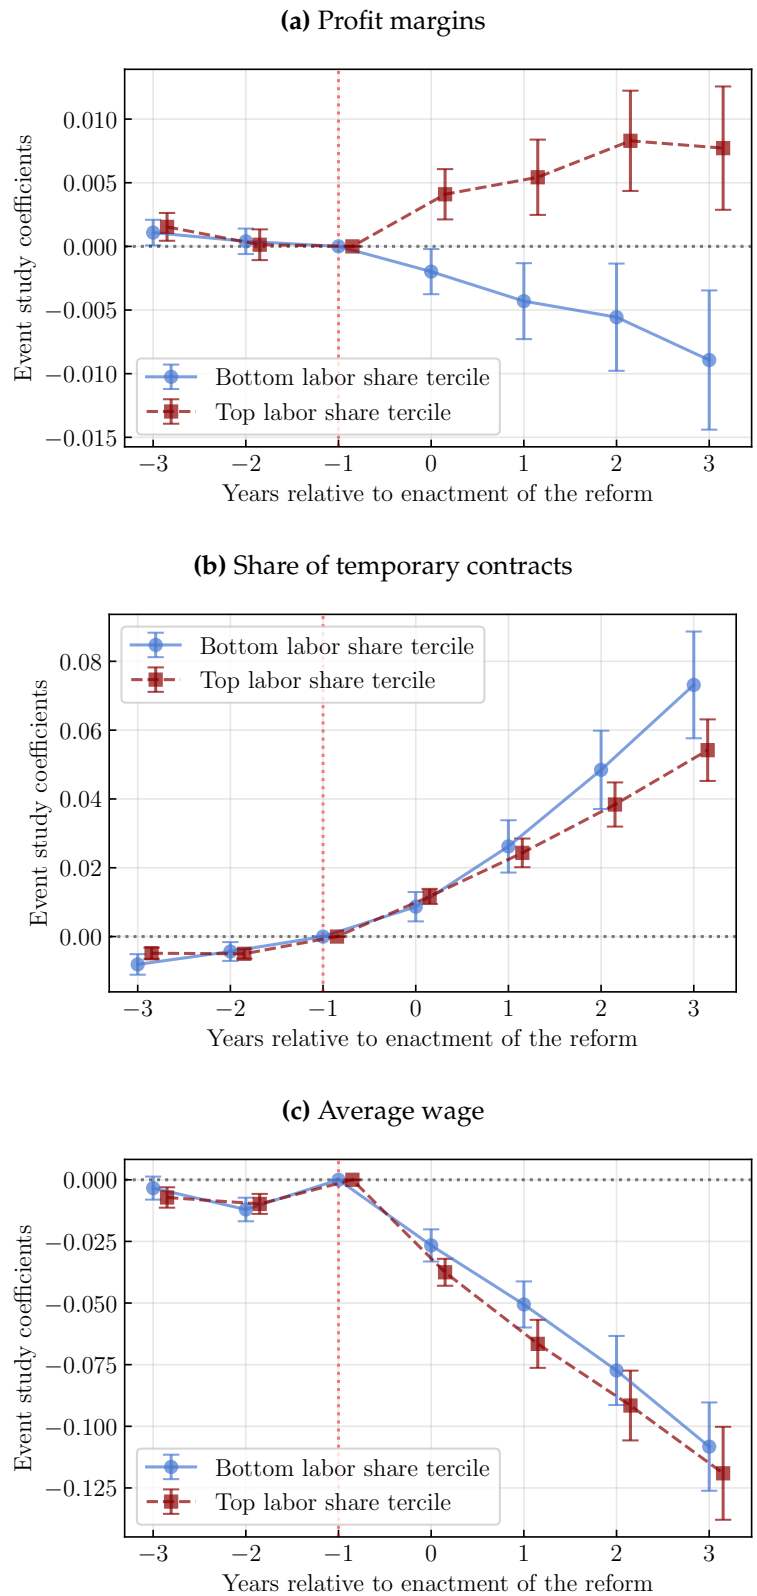 (a) Profit margins
0.010
0.005
0.000
−0.005
−0.010
−0.015
Event study coefficients
Bottom labor share tercile
Top labor share tercile
−3 −2 −1 0 1 2 3
Years relative to enactment of the reform
(b) Share of temporary contracts
Bottom labor share tercile
Top labor share tercile
0.08
0.06
0.04
0.02
0.00
Event study coefficients
−3 −2 −1 0 1 2 3
Years relative to enactment of the reform
(c) Average wage
0.000
−0.025
−0.050
−0.075
−0.100
−0.125
Event study coefficients
Bottom labor share tercile
Top labor share tercile
−3 −2 −1 0 1 2 3
Years relative to enactment of the reform